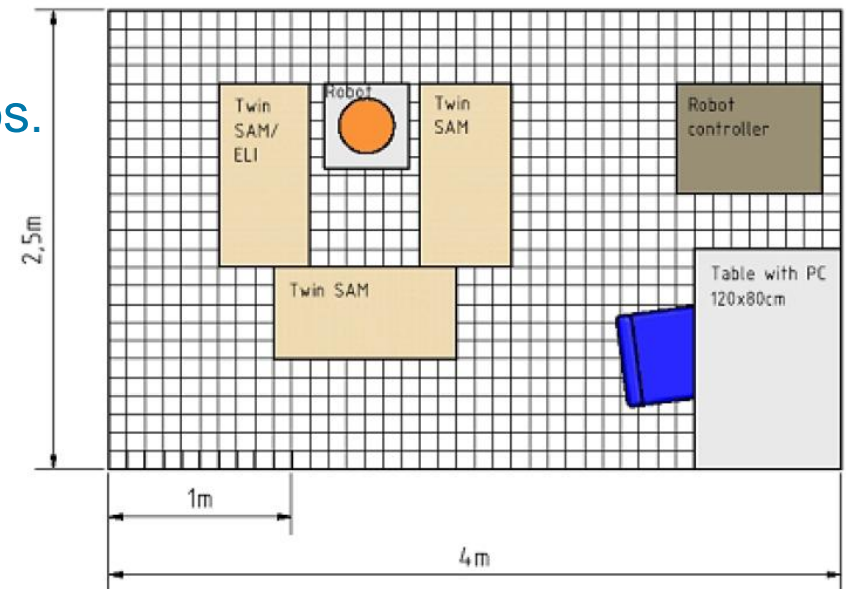 os.
Twin
SAM/
ELI
Robot
Twin
SAM
Robot
controller
2,5m
Twin SAM
Table with PC
120x80cm
1m
4m